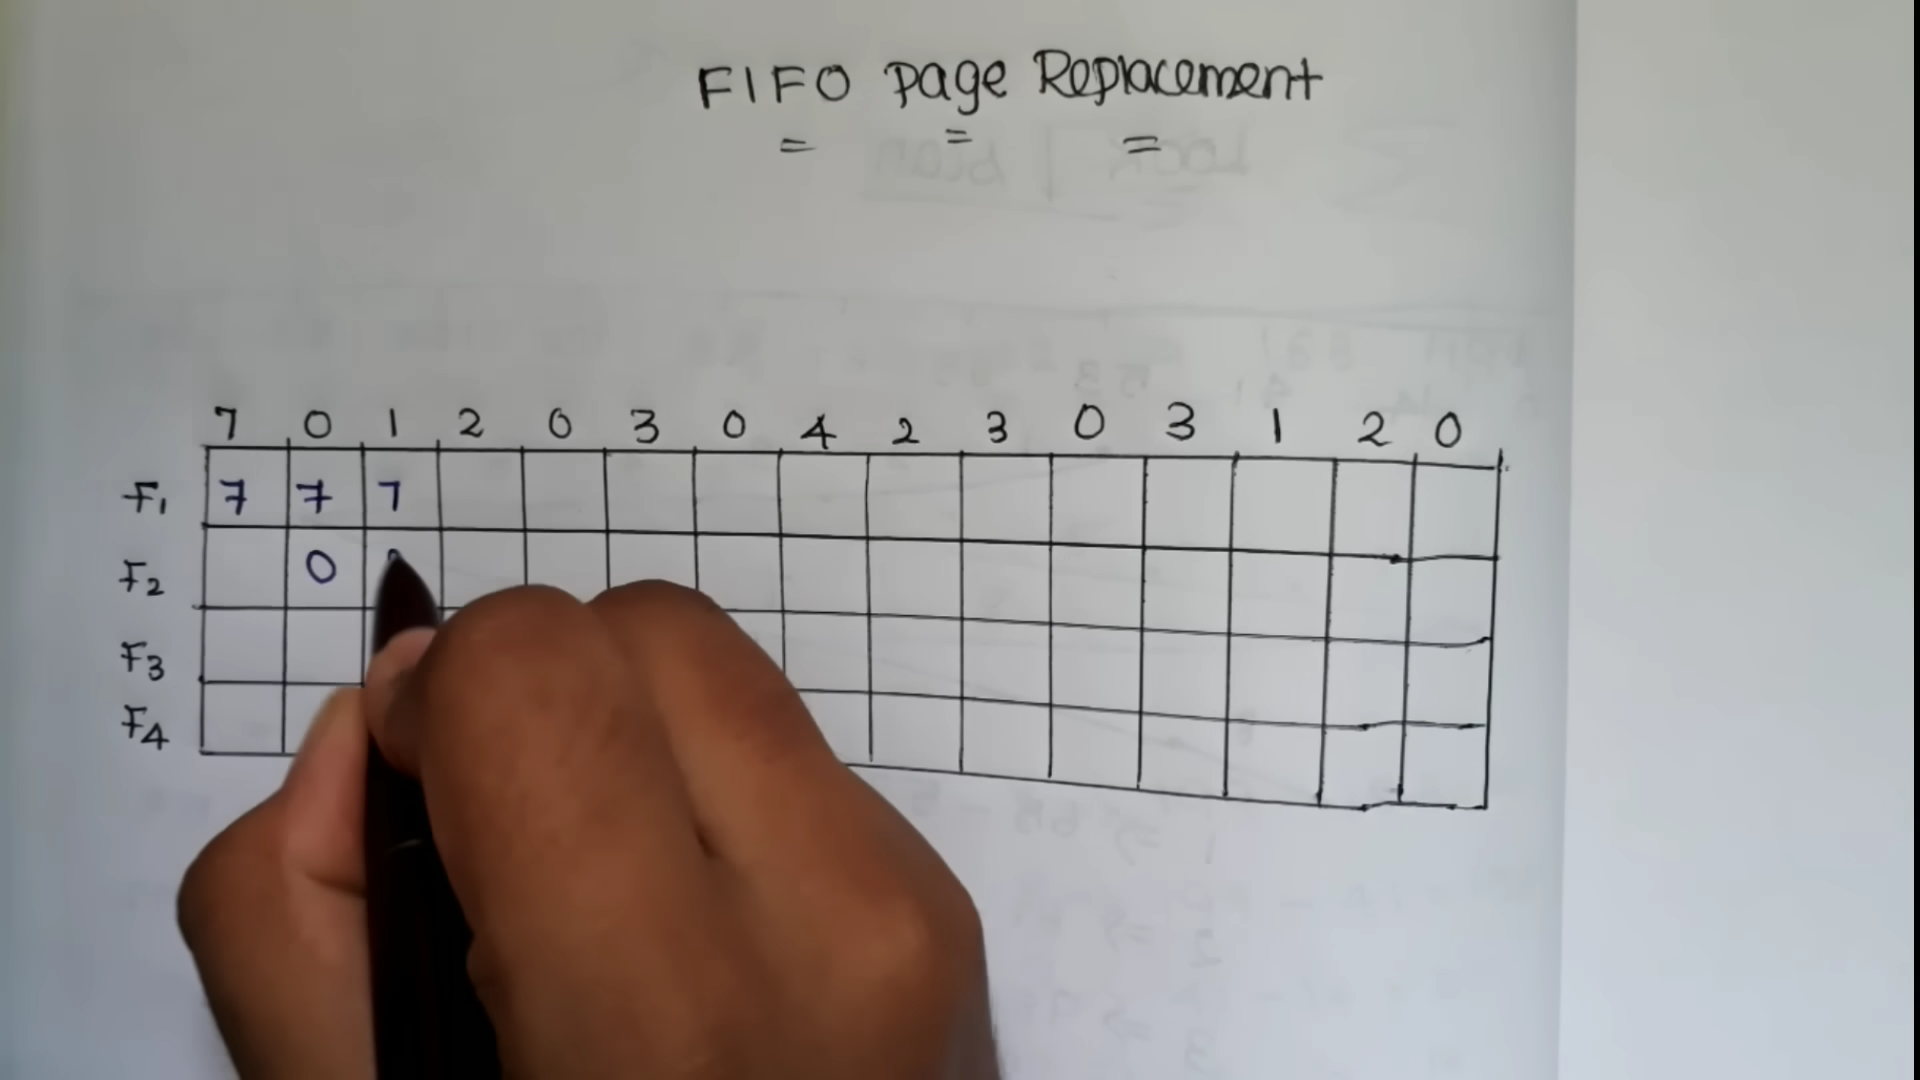 FIFO Page Replacement
7 0 1 2 0 3 0 4 2 3 0 3 1 2 0
F1 7 7 7
F2 0
F3
F4